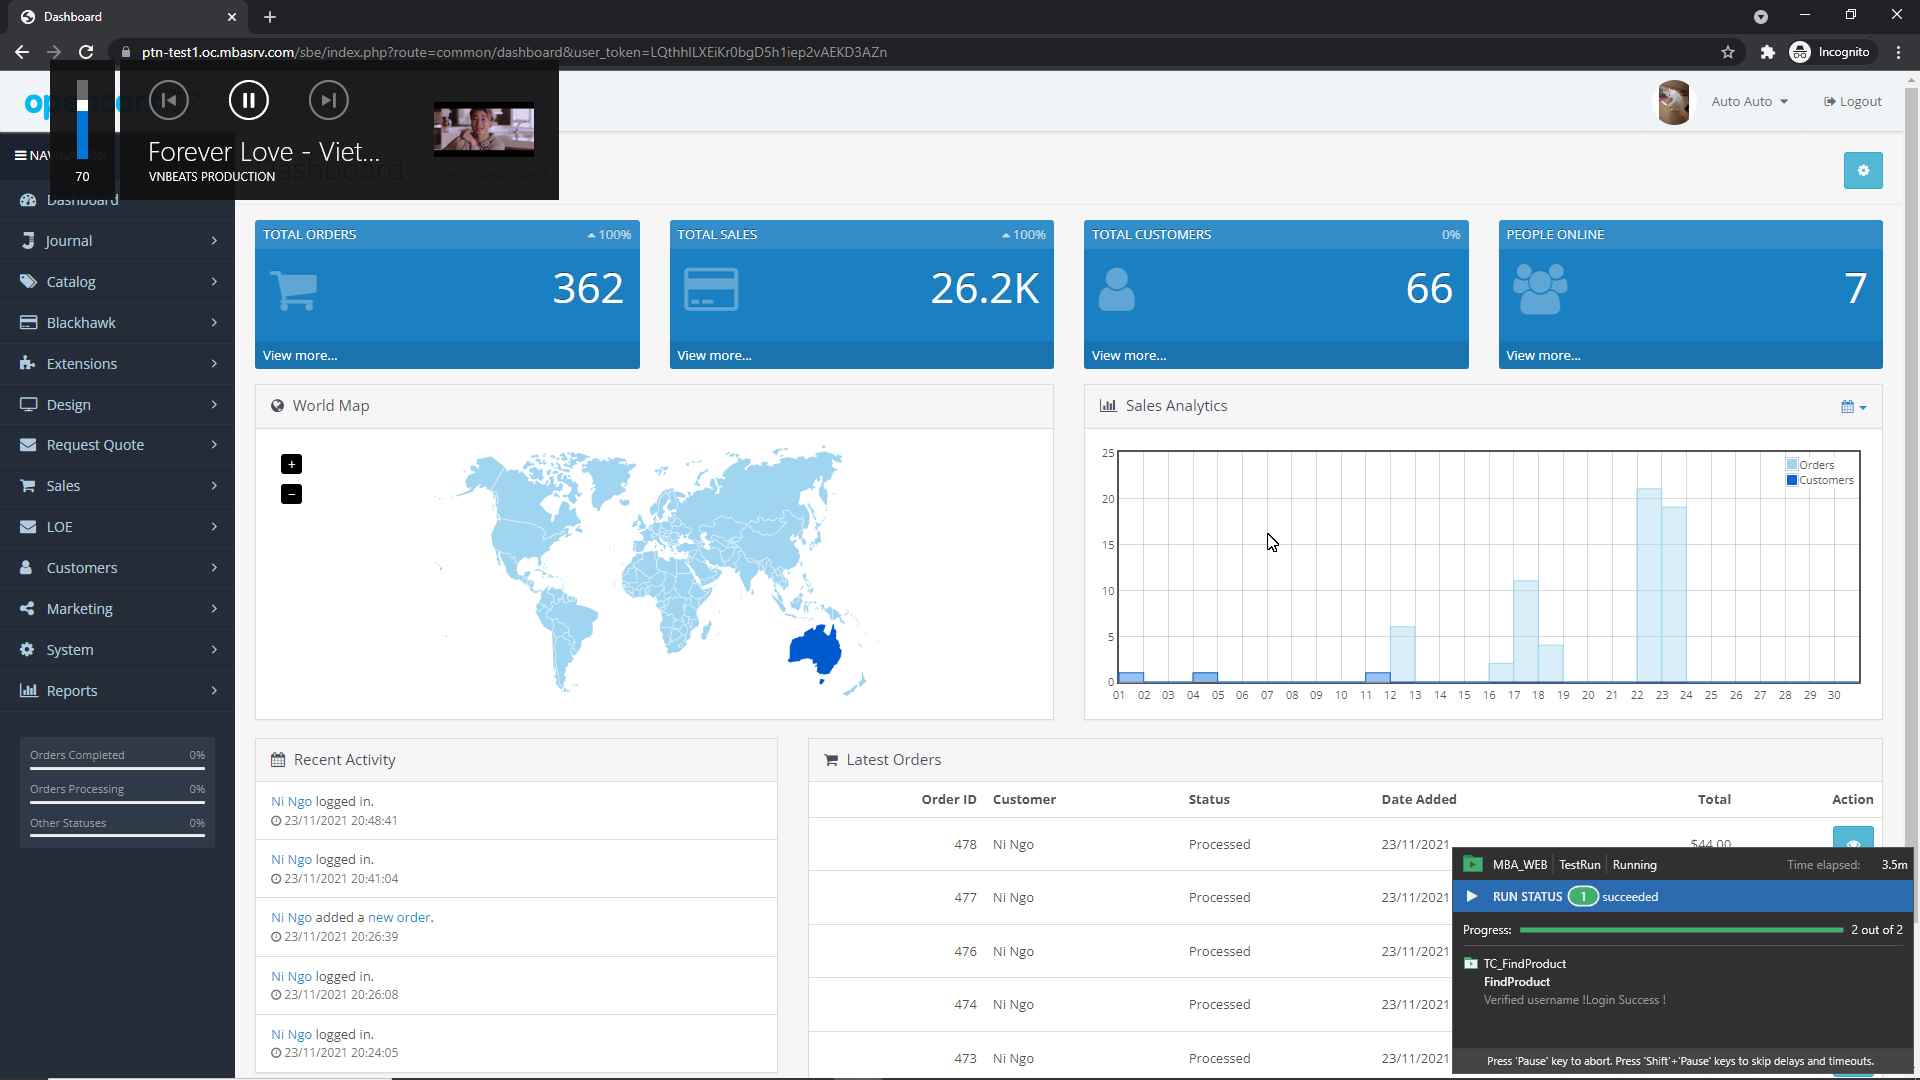 Dashboard
ptn-test1.oc.mbasrv.com/sbe/index.php?route=common/dashboard&user_token=LQthhlLXEiKr0bgD5h1iep2vAEKD3AZn
Incognito
70
Forever Love - Viet...
VNBEATS PRODUCTION
Auto Auto
Logout
Dashboard
Journal
Catalog
Blackhawk
Extensions
Design
Request Quote
Sales
LOE
Customers
Marketing
System
Reports
Orders Completed 0%
Orders Processing 0%
Other Statuses 0%
TOTAL ORDERS 100%
362
View more...
TOTAL SALES 100%
26.2K
View more...
TOTAL CUSTOMERS 0%
66
View more...
PEOPLE ONLINE
7
View more...
World Map
+
−
Sales Analytics
Orders
Customers
25
20
15
10
5
0
01 02 03 04 05 06 07 08 09 10 11 12 13 14 15 16 17 18 19 20 21 22 23 24 25 26 27 28 29 30
Recent Activity
Ni Ngo logged in.
23/11/2021 20:48:41
Ni Ngo logged in.
23/11/2021 20:41:04
Ni Ngo added a new order.
23/11/2021 20:26:39
Ni Ngo logged in.
23/11/2021 20:26:08
Ni Ngo logged in.
23/11/2021 20:24:05
Latest Orders
Order ID Customer Status Date Added Total Action
478 Ni Ngo Processed 23/11/2021 $44.00
477 Ni Ngo Processed 23/11/2021
476 Ni Ngo Processed 23/11/2021
474 Ni Ngo Processed 23/11/2021
473 Ni Ngo Processed 23/11/2021
MBA_WEB TestRun Running Time elapsed: 3.5m
RUN STATUS 1 succeeded
Progress: 2 out of 2
TC_FindProduct
FindProduct
Verified username !Login Success !
Press 'Pause' key to abort. Press 'Shift'+'Pause' keys to skip delays and timeouts.